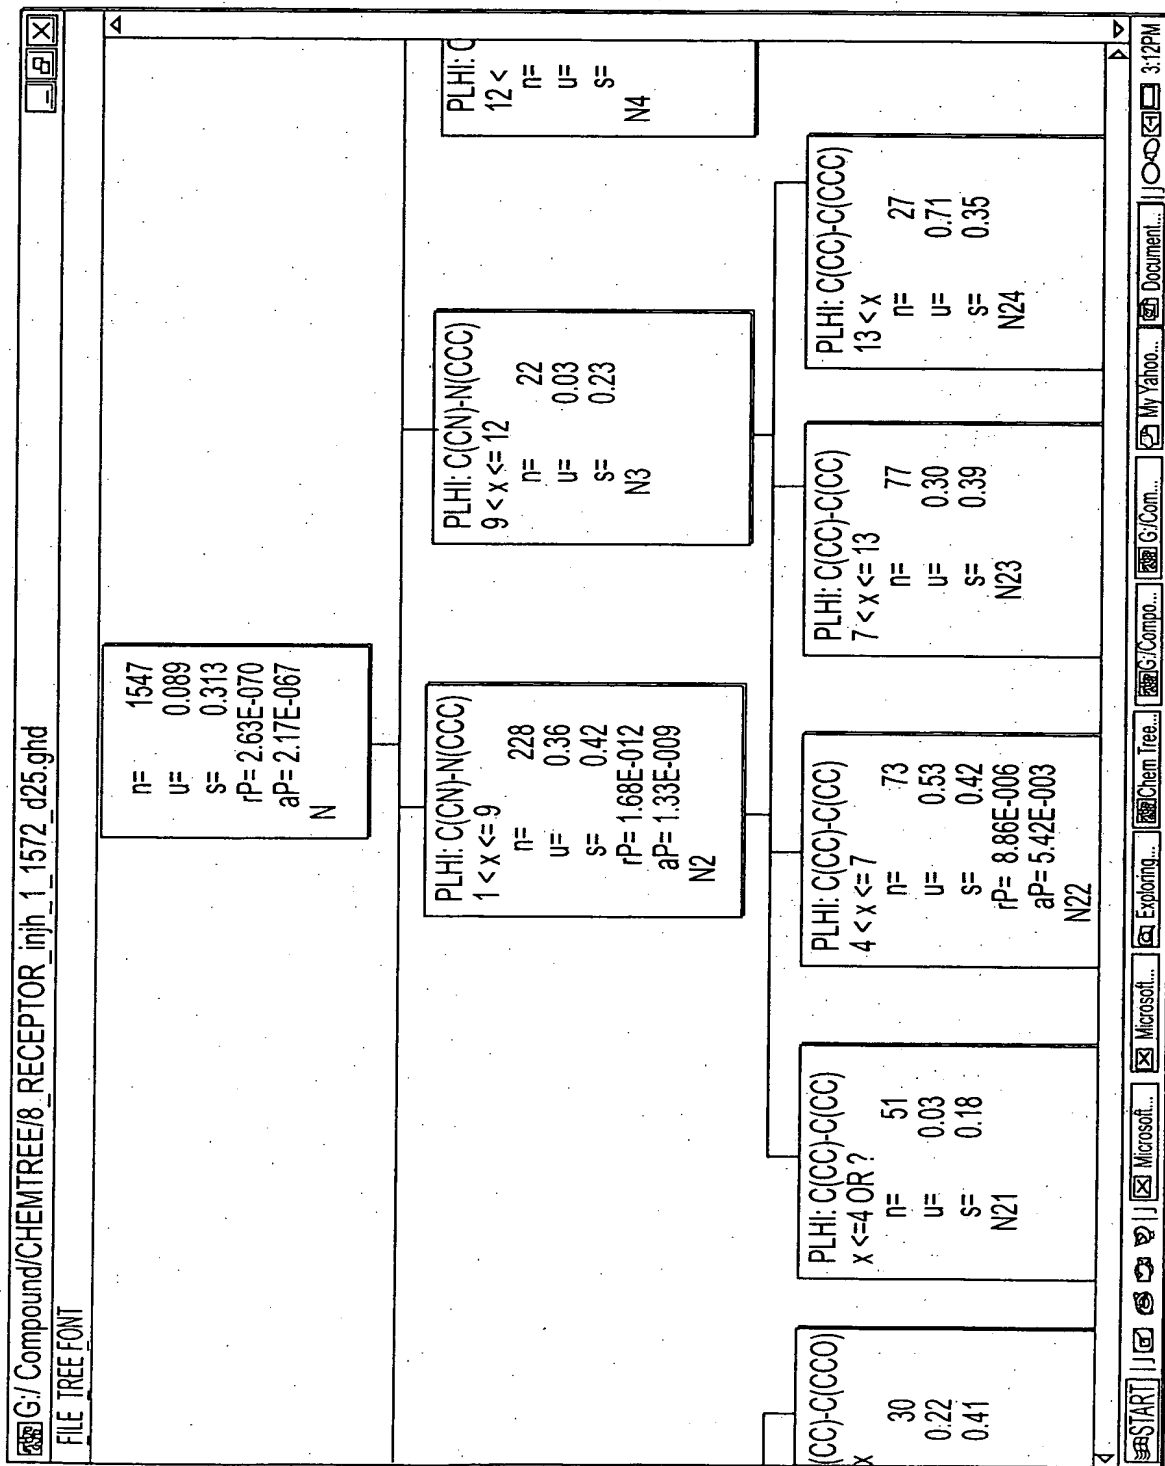 G:/ Compound/CHEMTREE/8_RECEPTOR_injh_1_1572_d25.ghd
FILE TREE FONT
n= 1547
u= 0.089
s= 0.313
rP= 2.63E-070
aP= 2.17E-067
N
PLHI: C(CN)-N(CCC)
1 < x <= 9
n= 228
u= 0.36
s= 0.42
rP= 1.68E-012
aP= 1.33E-009
N2
PLHI: C(CN)-N(CCC)
9 < x <= 12
n= 22
u= 0.03
s= 0.23
N3
PLHI: C
12 <
n=
u=
s=
N4
(CC)-C(CCO)
x
30
0.22
0.41
PLHI: C(CC)-C(CC)
x <=4 OR ?
n= 51
u= 0.03
s= 0.18
N21
PLHI: C(CC)-C(CC)
4 < x <= 7
n= 73
u= 0.53
s= 0.42
rP= 8.86E-006
aP= 5.42E-003
N22
PLHI: C(CC)-C(CC)
7 < x <= 13
n= 77
u= 0.30
s= 0.39
N23
PLHI: C(CC)-C(CCC)
13 < x
n= 27
u= 0.71
s= 0.35
N24
START Microsoft... Microsoft... Exploring... Chem Tree... G:/Compo... G:/Com... My Yahoo... Document... 3:12PM